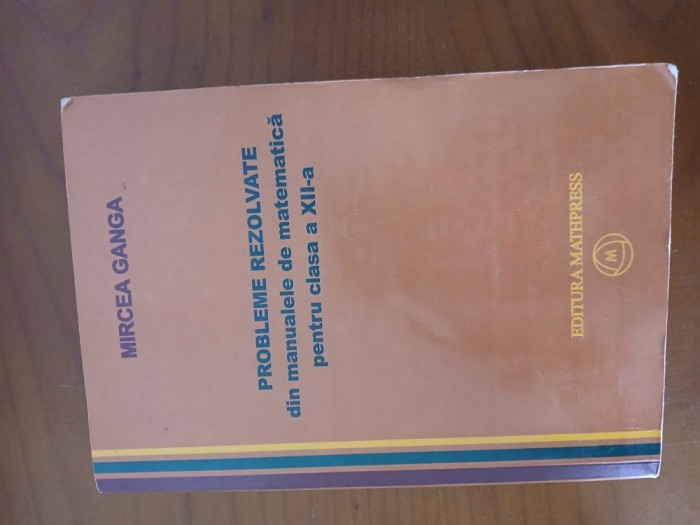 MIRCEA GANGA
PROBLEME REZOLVATE
din manualele de matematică
pentru clasa a XII-a
EDITURA MATHPRESS
M